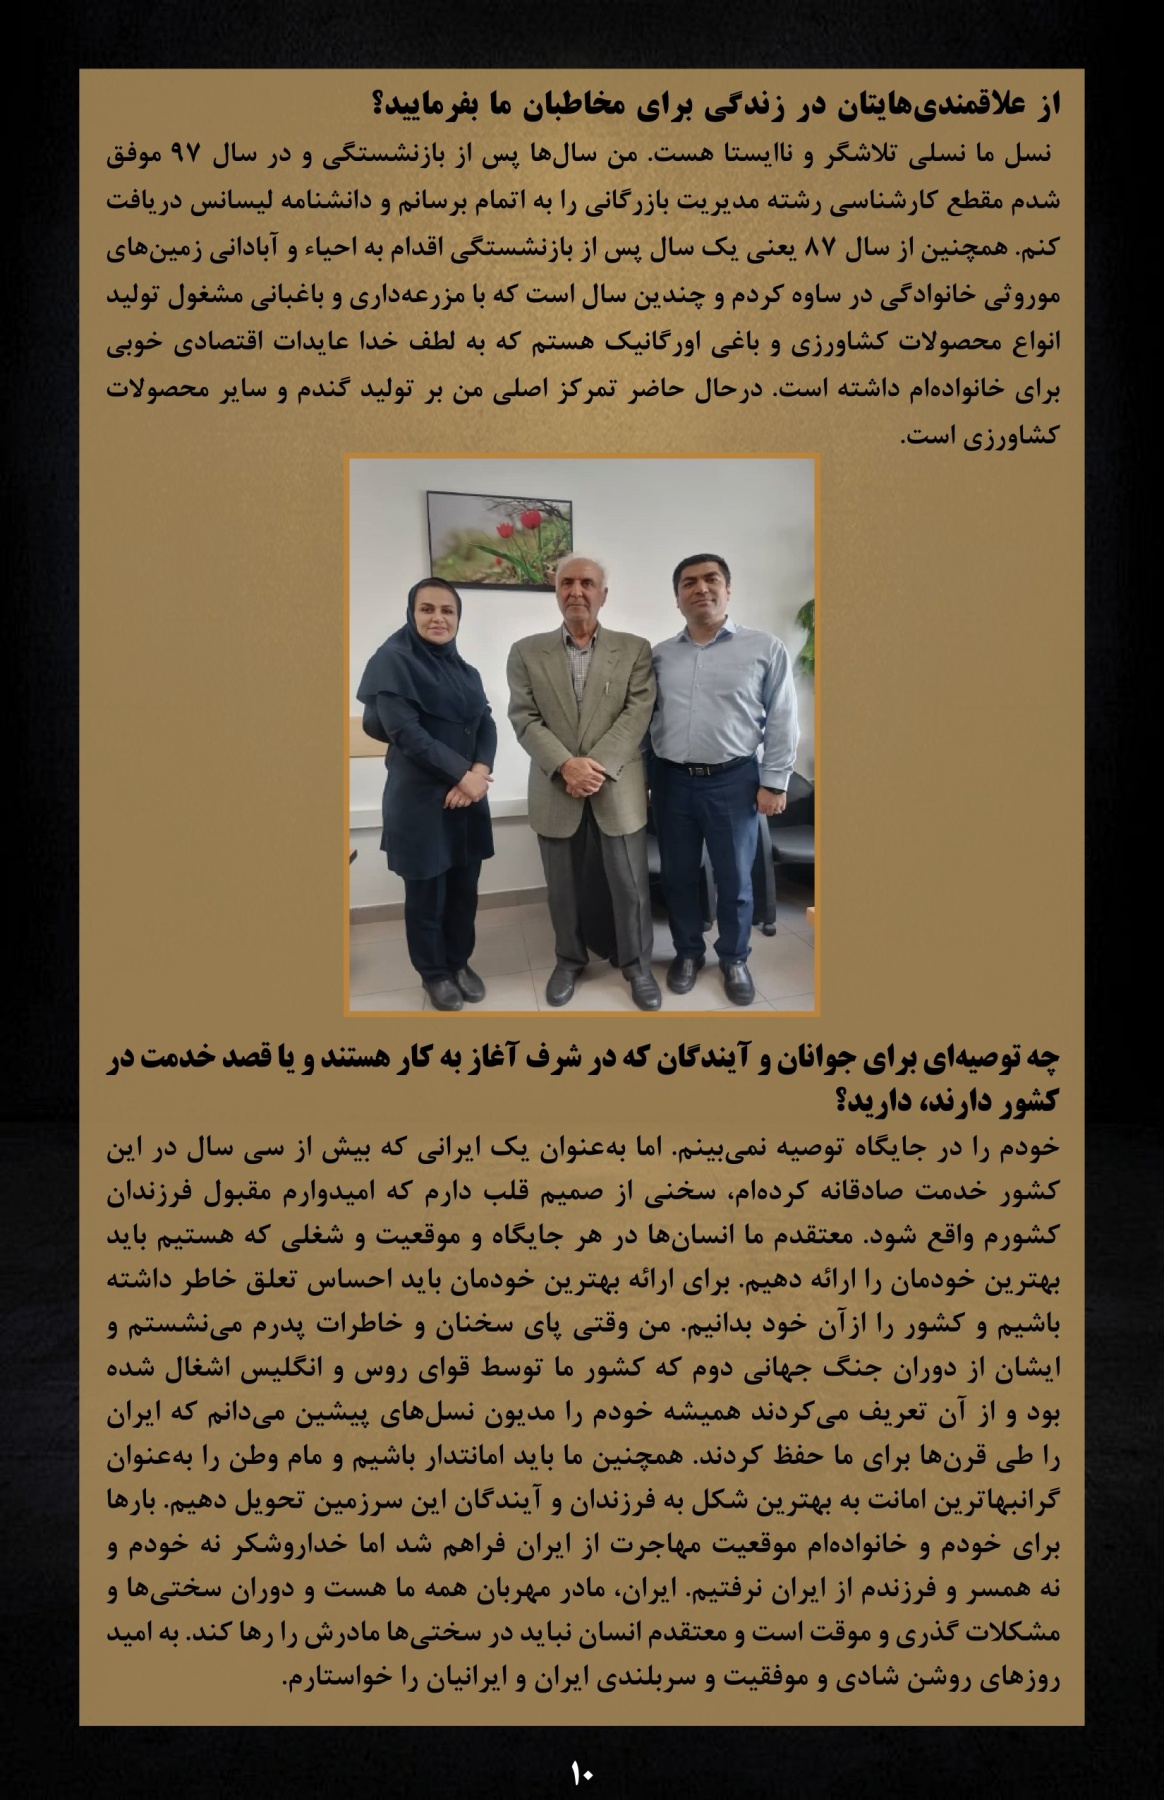 از علاقمندی‌هایتان در زندگی برای مخاطبان ما بفرمایید؟
نسل ما نسلی تلاشگر و ناایستا هست. من سال‌ها پس از بازنشستگی و در سال ۹۷ موفق
شدم مقطع کارشناسی رشته مدیریت بازرگانی را به اتمام برسانم و دانشنامه لیسانس دریافت
کنم. همچنین از سال ۸۷ یعنی یک سال پس از بازنشستگی اقدام به احیاء و آبادانی زمین‌های
موروثی خانوادگی در ساوه کردم و چندین سال است که با مزرعه‌داری و باغبانی مشغول تولید
انواع محصولات کشاورزی و باغی اورگانیک هستم که به لطف خدا عایدات اقتصادی خوبی
برای خانواده‌ام داشته است. درحال حاضر تمرکز اصلی من بر تولید گندم و سایر محصولات
کشاورزی است.
چه توصیه‌ای برای جوانان و آیندگان که در شرف آغاز به کار هستند و یا قصد خدمت در
کشور دارند، دارید؟
خودم را در جایگاه توصیه نمی‌بینم. اما به‌عنوان یک ایرانی که بیش از سی سال در این
کشور خدمت صادقانه کرده‌ام، سخنی از صمیم قلب دارم که امیدوارم مقبول فرزندان
کشورم واقع شود. معتقدم ما انسان‌ها در هر جایگاه و موقعیت و شغلی که هستیم باید
بهترین خودمان را ارائه دهیم. برای ارائه بهترین خودمان باید احساس تعلق خاطر داشته
باشیم و کشور را ازآن خود بدانیم. من وقتی پای سخنان و خاطرات پدرم می‌نشستم و
ایشان از دوران جنگ جهانی دوم که کشور ما توسط قوای روس و انگلیس اشغال شده
بود و از آن تعریف می‌کردند همیشه خودم را مدیون نسل‌های پیشین می‌دانم که ایران
را طی قرن‌ها برای ما حفظ کردند. همچنین ما باید امانتدار باشیم و مام وطن را به‌عنوان
گرانبهاترین امانت به بهترین شکل به فرزندان و آیندگان این سرزمین تحویل دهیم. بارها
برای خودم و خانواده‌ام موقعیت مهاجرت از ایران فراهم شد اما خداروشکر نه خودم و
نه همسر و فرزندم از ایران نرفتیم. ایران، مادر مهربان همه ما هست و دوران سختی‌ها و
مشکلات گذری و موقت است و معتقدم انسان نباید در سختی‌ها مادرش را رها کند. به امید
روزهای روشن شادی و موفقیت و سربلندی ایران و ایرانیان را خواستارم.
۱۰